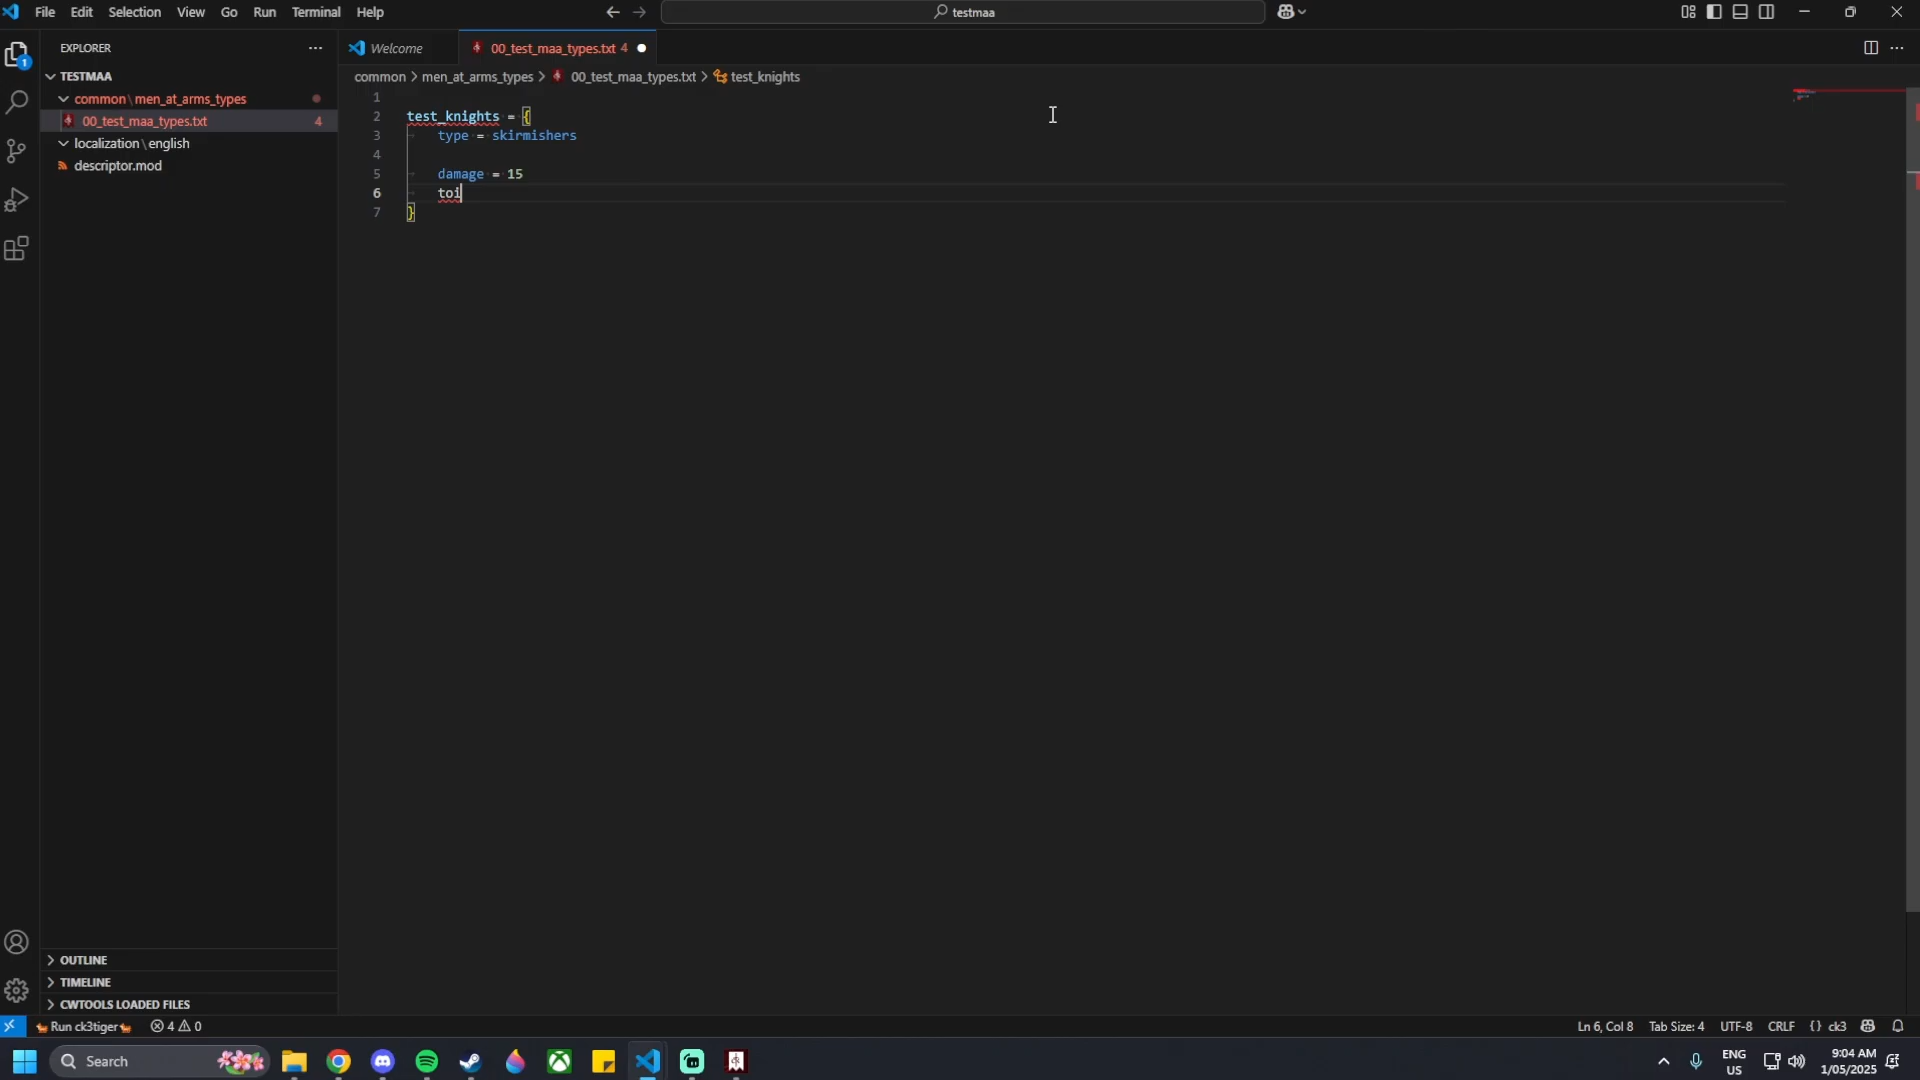 File Edit Selection View Go Run Terminal Help
testmaa
EXPLORER
Welcome
00_test_maa_types.txt 4
TESTMAA
common > men_at_arms_types > 00_test_maa_types.txt > test_knights
common\men_at_arms_types
00_test_maa_types.txt 4
localization\english
descriptor.mod
1
1
2 test_knights = {
3 type = skirmishers
4
5 damage = 15
6 toi
7 }
OUTLINE
TIMELINE
CWTOOLS LOADED FILES
Run ck3tiger 4 0
Ln 6, Col 8 Tab Size: 4 UTF-8 CRLF {} ck3
Search
ENG
US
9:04 AM
1/05/2025